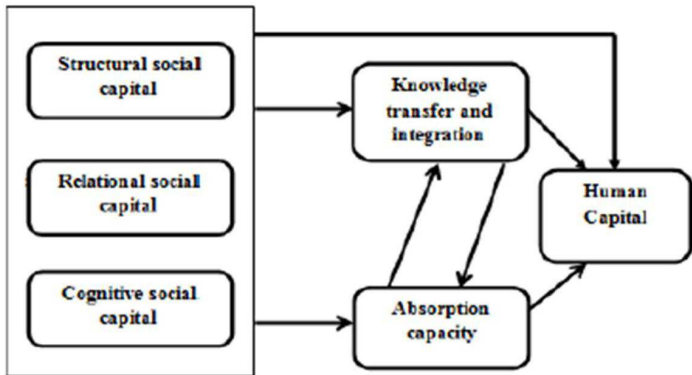 Structural social
capital
Relational social
capital
Cognitive social
capital
Knowledge
transfer and
integration
Absorption
capacity
Human
Capital